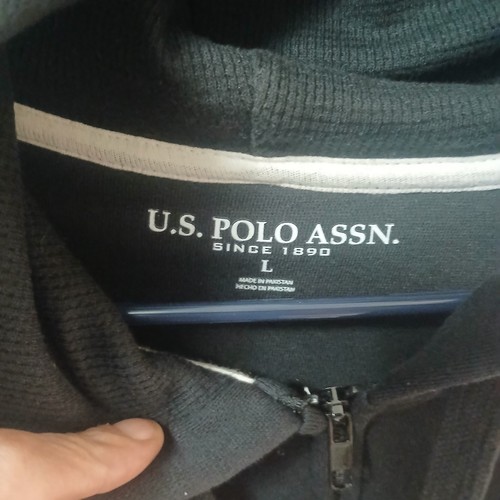 U.S. POLO ASSN.
SINCE 1890
L
MADE IN PAKISTAN
HECHO EN PAKISTAN